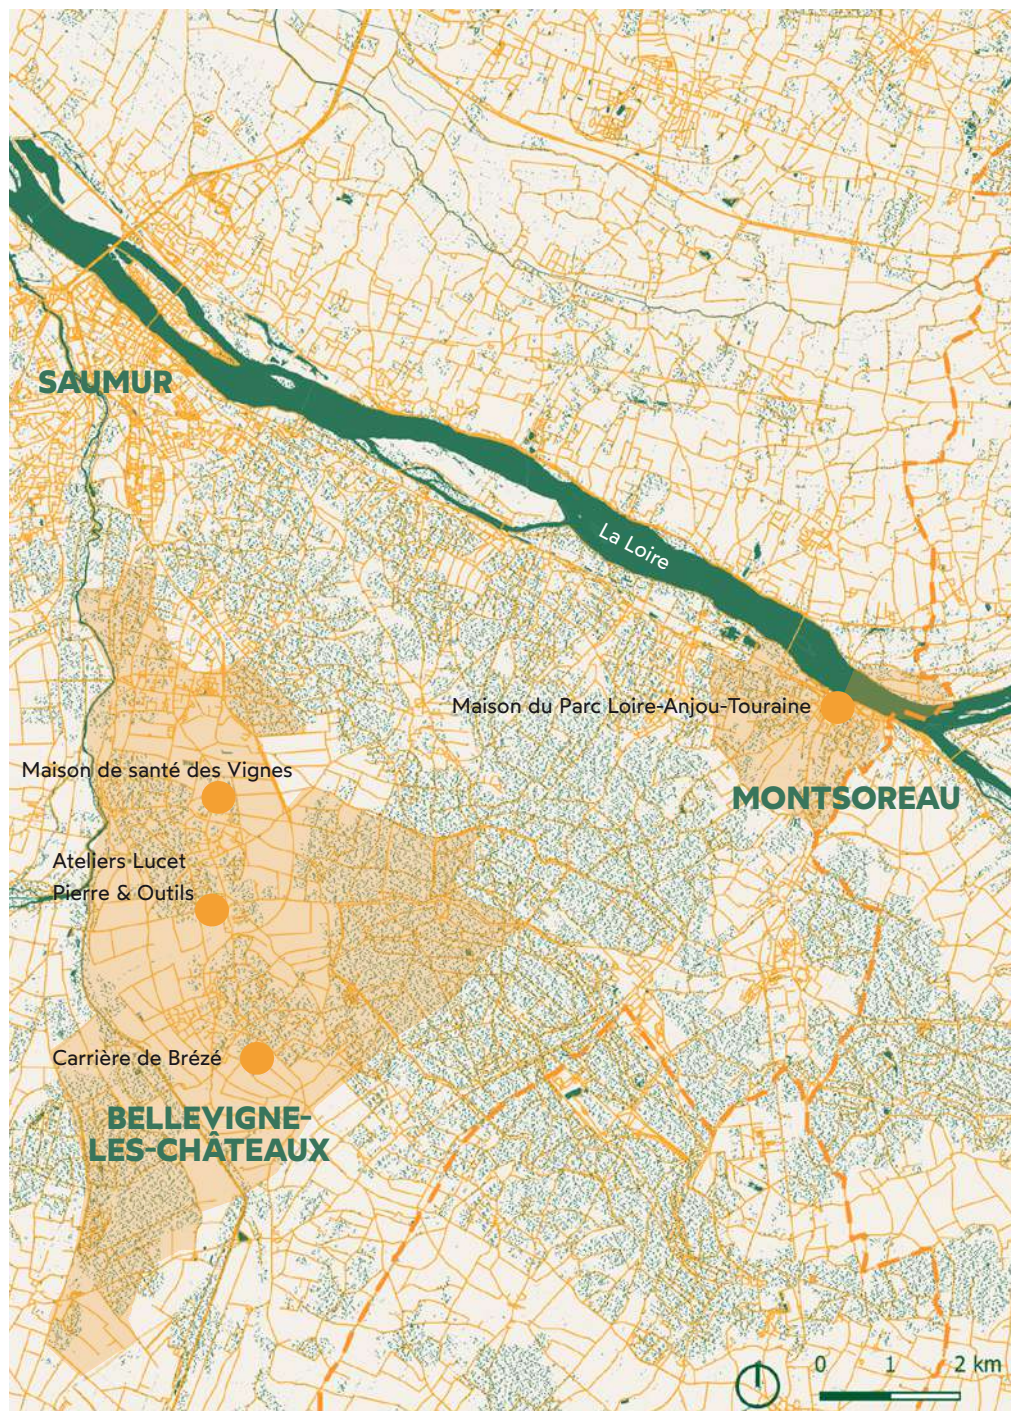 SAUMUR
La Loire
Maison du Parc Loire-Anjou-Touraine
Maison de santé des Vignes
MONTSOREAU
Ateliers Lucet
Pierre & Outils
Carrière de Brézé
BELLEVIGNE-
LES-CHÂTEAUX
0 1 2 km